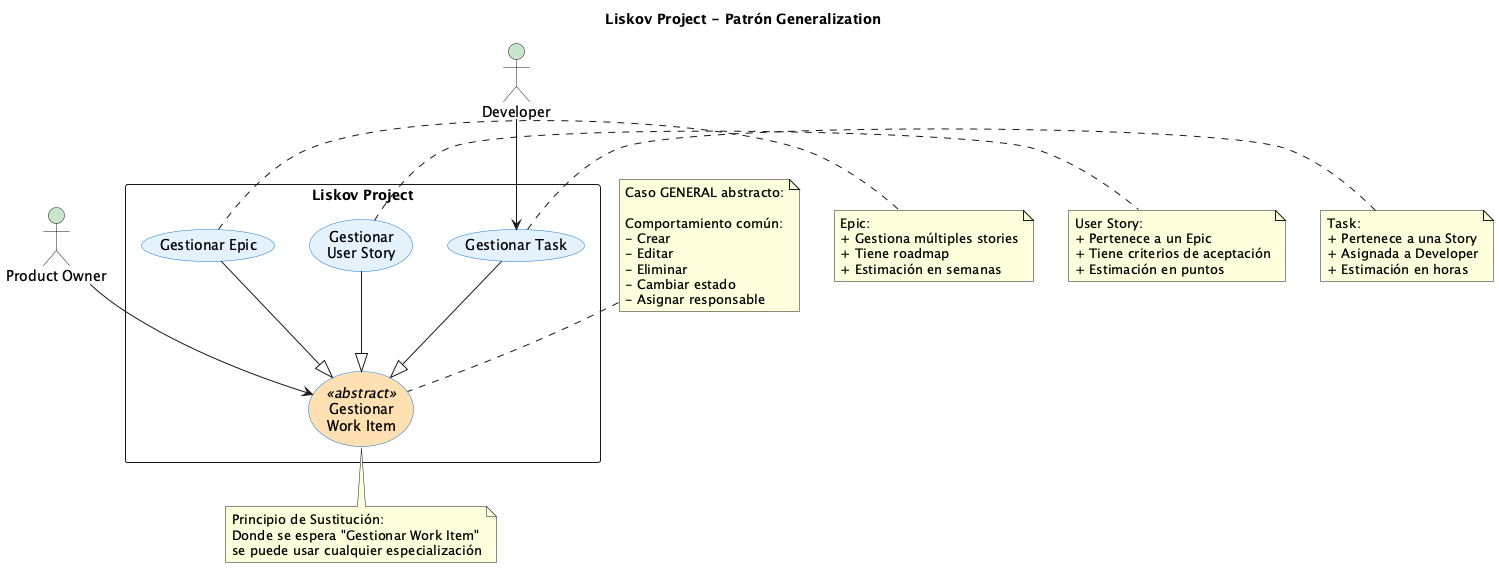 Liskov Project - Patrón Generalization
Developer
Product Owner
Liskov Project
Gestionar Epic
Gestionar
User Story
Gestionar Task
«abstract»
Gestionar
Work Item
Caso GENERAL abstracto:
Comportamiento común:
- Crear
- Editar
- Eliminar
- Cambiar estado
- Asignar responsable
Epic:
+ Gestiona múltiples stories
+ Tiene roadmap
+ Estimación en semanas
User Story:
+ Pertenece a un Epic
+ Tiene criterios de aceptación
+ Estimación en puntos
Task:
+ Pertenece a una Story
+ Asignada a Developer
+ Estimación en horas
Principio de Sustitución:
Donde se espera "Gestionar Work Item"
se puede usar cualquier especialización